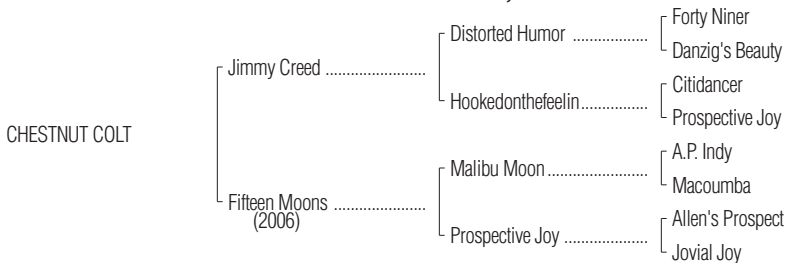 Forty Niner
Distorted Humor ..................
Danzig's Beauty
Jimmy Creed ........................
Citidancer
Hookedonthefeelin................
Prospective Joy
CHESTNUT COLT
A.P. Indy
Malibu Moon ........................
Macoumba
Fifteen Moons ......................
(2006)
Allen's Prospect
Prospective Joy ....................
Jovial Joy